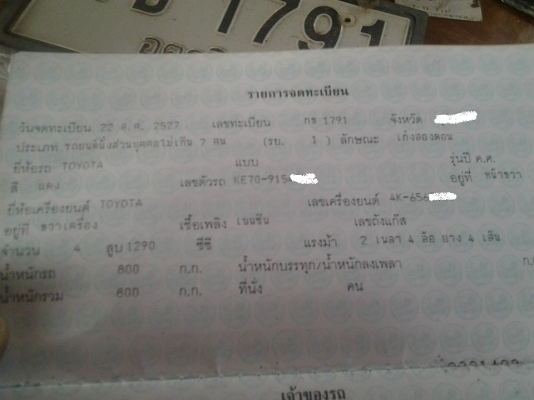 1791
รายการจดทะเบียน
วันจดทะเบียน 22 ต.ค. 2527 เลขทะเบียน กธ 1791 จังหวัด
ประเภท รถยนต์นั่งส่วนบุคคลไม่เกิน 7 คน (รย. 1 ) ลักษณะ เก๋งสองตอน
ยี่ห้อรถ TOYOTA แบบ รุ่นปี ค.ศ.
สี แดง เลขตัวรถ KE70-915 อยู่ที่ หน้าขวา
ยี่ห้อเครื่องยนต์ TOYOTA เลขเครื่องยนต์ 4K-656
อยู่ที่ ขวาเครื่อง เชื้อเพลิง เบนซิน เลขถังแก๊ส
จำนวน 4 สูบ 1290 ซีซี แรงม้า 2 เพลา 4 ล้อ ยาง 4 เส้น
น้ำหนักรถ 800 ก.ก. น้ำหนักบรรทุก/น้ำหนักลงเพลา ก.
น้ำหนักรวม 800 ก.ก. ที่นั่ง คน
เจ้าของรถ